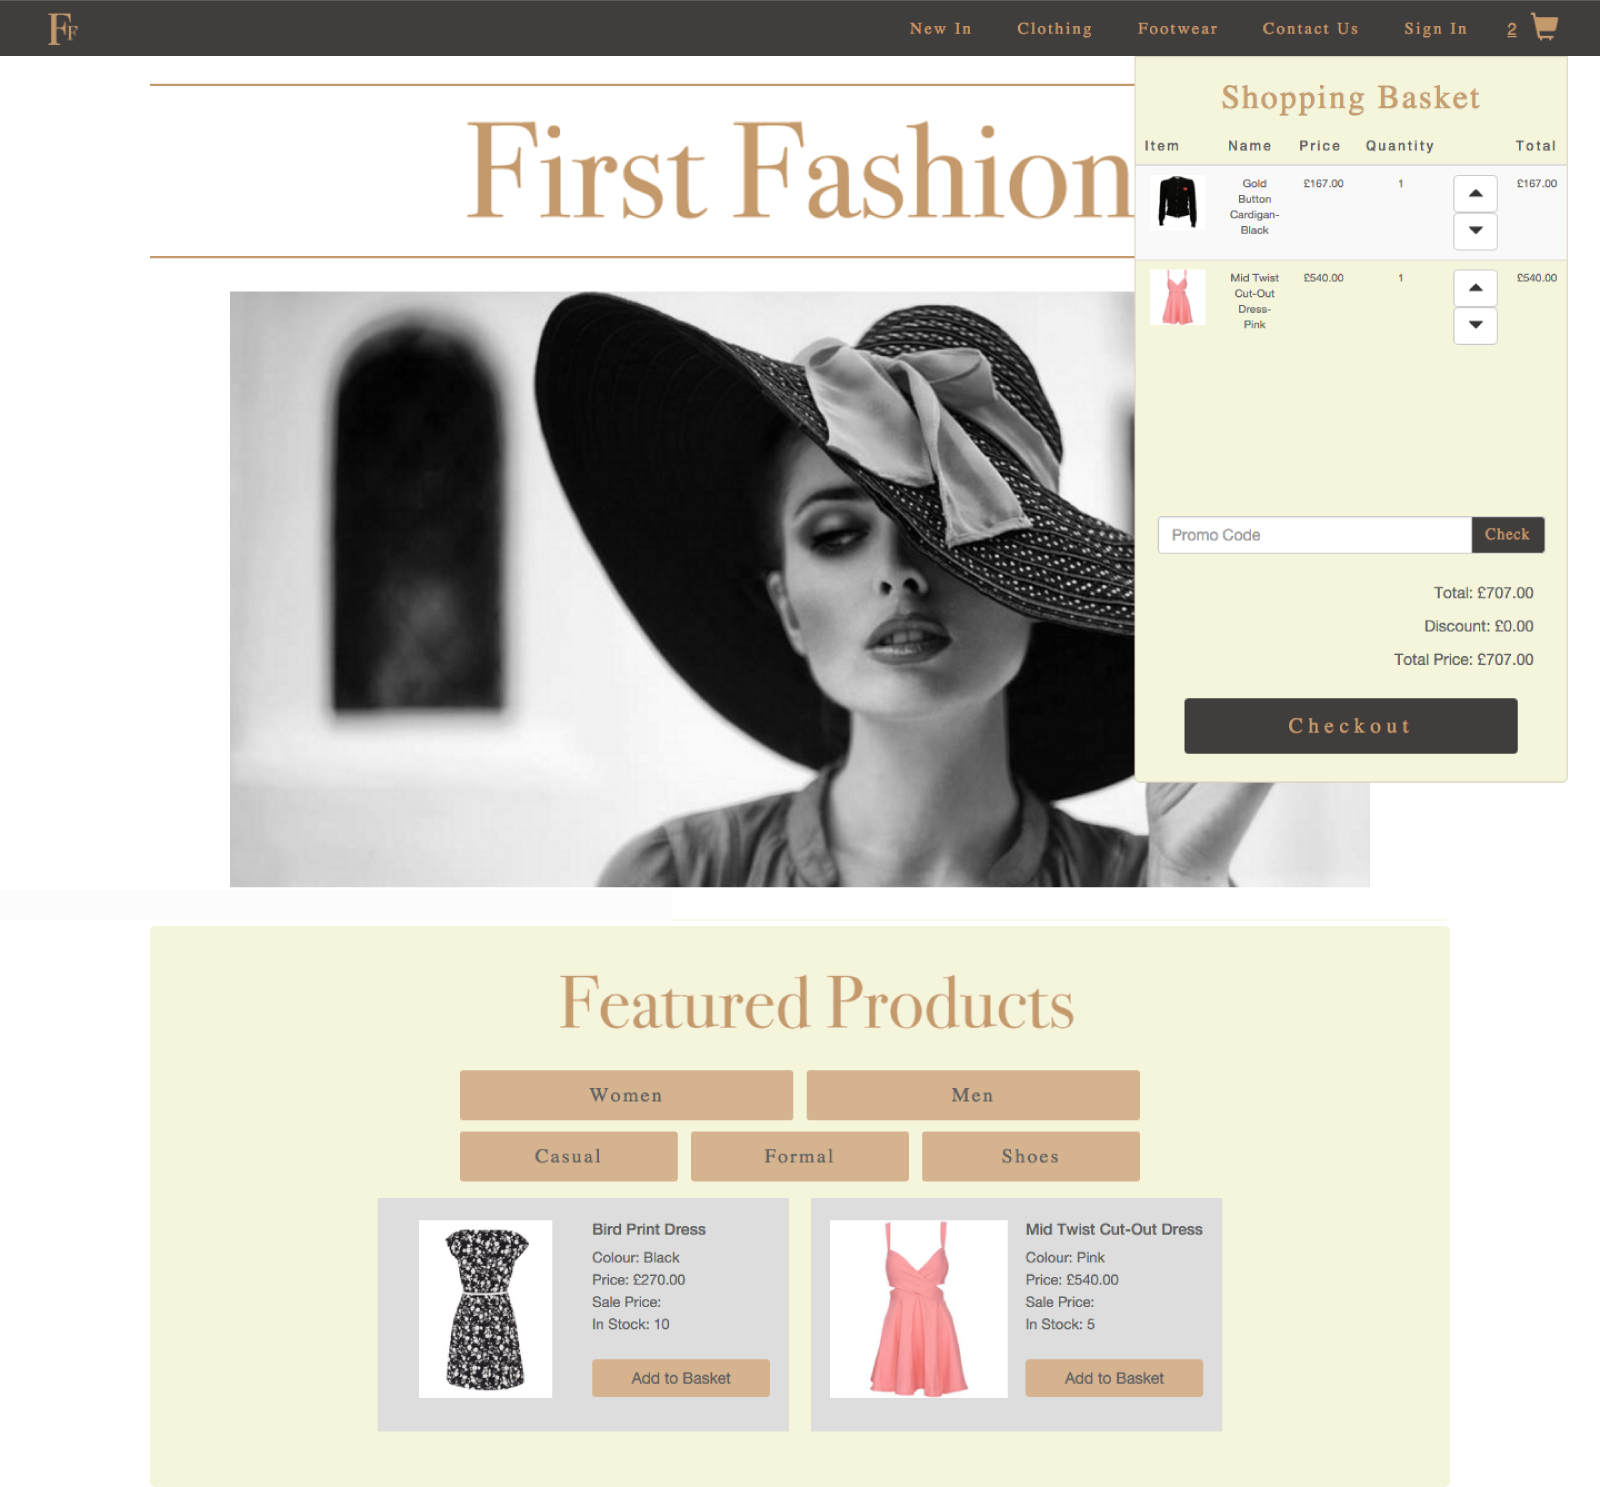 FF
New In Clothing Footwear Contact Us Sign In 2
Shopping Basket
Item Name Price Quantity Total
Gold £167.00 1 £167.00
Button
Cardigan-
Black
Mid Twist £540.00 1 £540.00
Cut-Out
Dress-
Pink
Promo Code Check
Total: £707.00
Discount: £0.00
Total Price: £707.00
Checkout
First Fashion
Featured Products
Women Men
Casual Formal Shoes
Bird Print Dress
Colour: Black
Price: £270.00
Sale Price:
In Stock: 10
Add to Basket
Mid Twist Cut-Out Dress
Colour: Pink
Price: £540.00
Sale Price:
In Stock: 5
Add to Basket